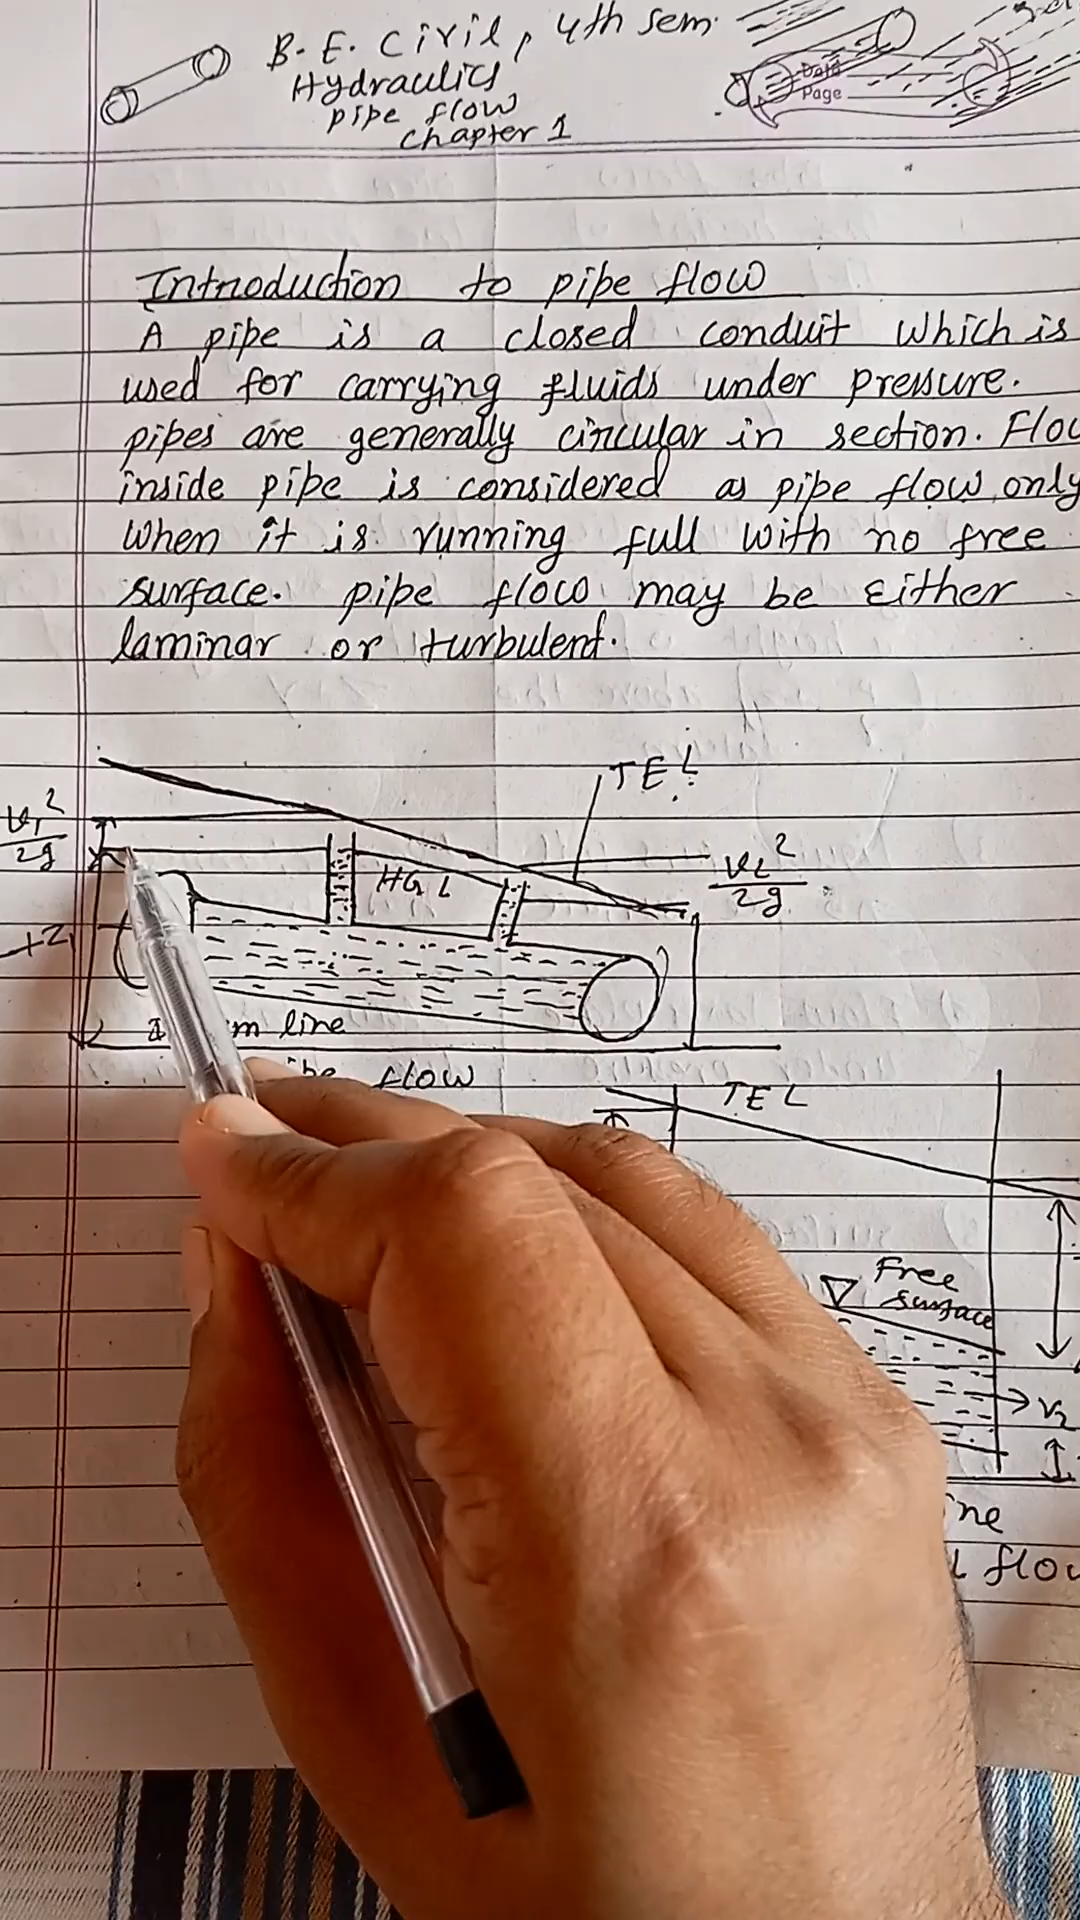 B.E. Civil, 4th sem.
Hydraulics
pipe flow
chapter 1
Date
Page
Introduction to pipe flow
A pipe is a closed conduit which is
used for carrying fluids under pressure.
pipes are generally circular in section. Flo
inside pipe is considered as pipe flow only
When it is running full with no free
surface. pipe flow may be either
laminar or turbulent.
TEL
V₁²
2g
HGL
V₂²
2g
+Z
m line
pe flow
TEL
Free
surface
V₂
ne
l flo